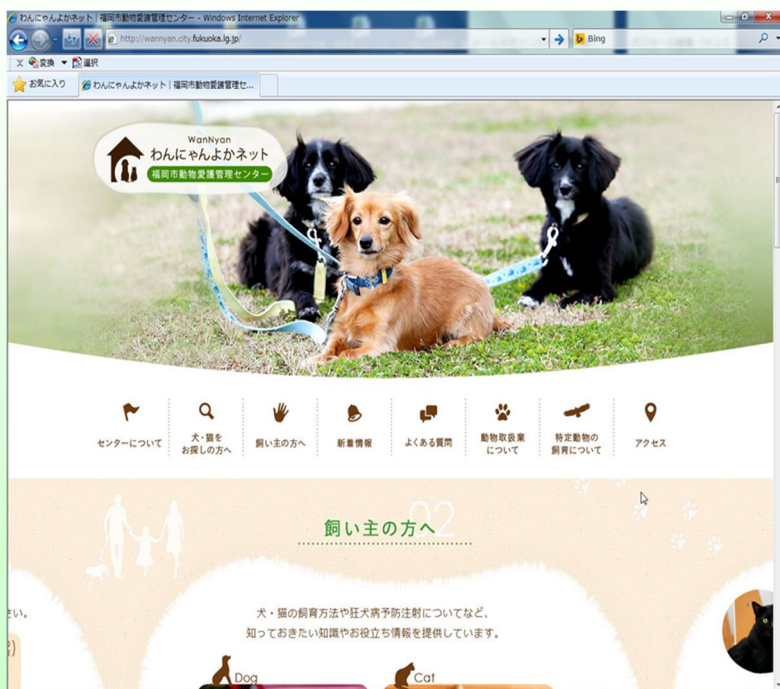 わんにゃんよかネット | 福岡市動物愛護管理センター - Windows Internet Explorer
http://wannyan.city.fukuoka.lg.jp/
Bing
x 変換 選択
お気に入り
わんにゃんよかネット | 福岡市動物愛護管理セ...
WanNyan
わんにゃんよかネット
福岡市動物愛護管理センター
センターについて
犬・猫を
お探しの方へ
飼い主の方へ
新着情報
よくある質問
動物取扱業
について
特定動物の
飼育について
アクセス
02
飼い主の方へ
犬・猫の飼育方法や狂犬病予防注射についてなど、
知っておきたい知識やお役立ち情報を提供しています。
さい。
Dog
Cat